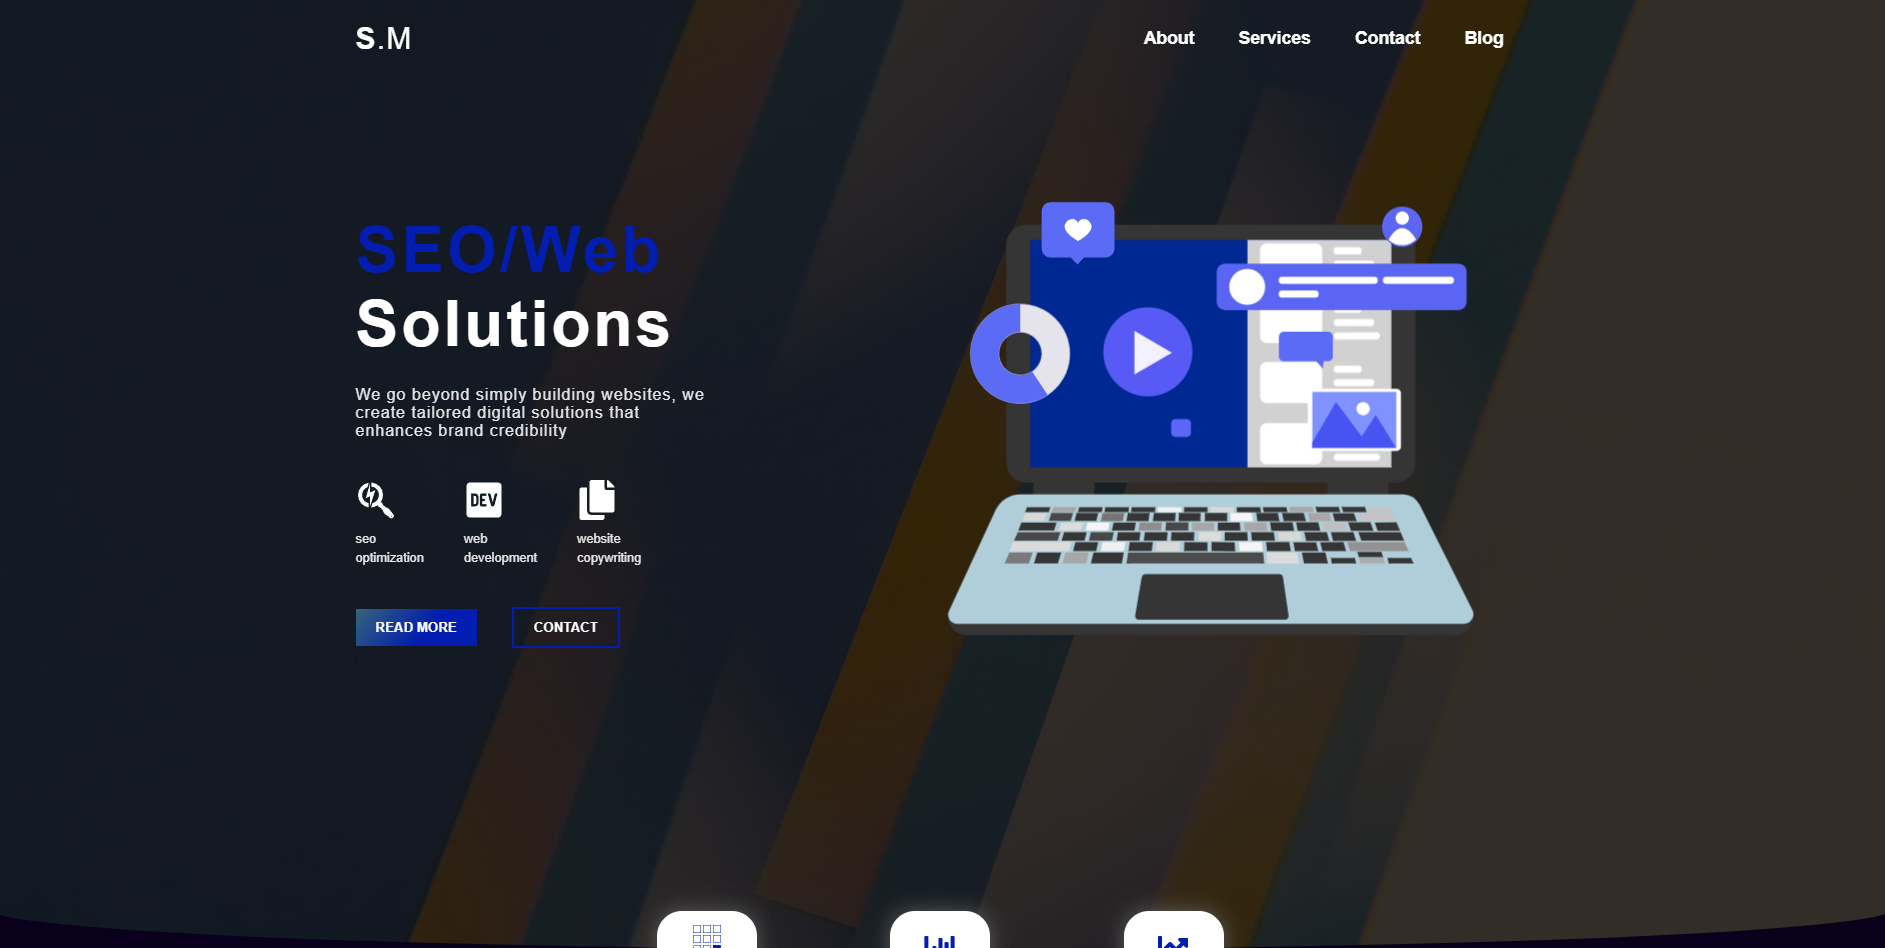 S.M
About
Services
Contact
Blog
SEO/Web
Solutions
We go beyond simply building websites, we
create tailored digital solutions that
enhances brand credibility
seo
optimization
DEV
web
development
website
copywriting
READ MORE
CONTACT